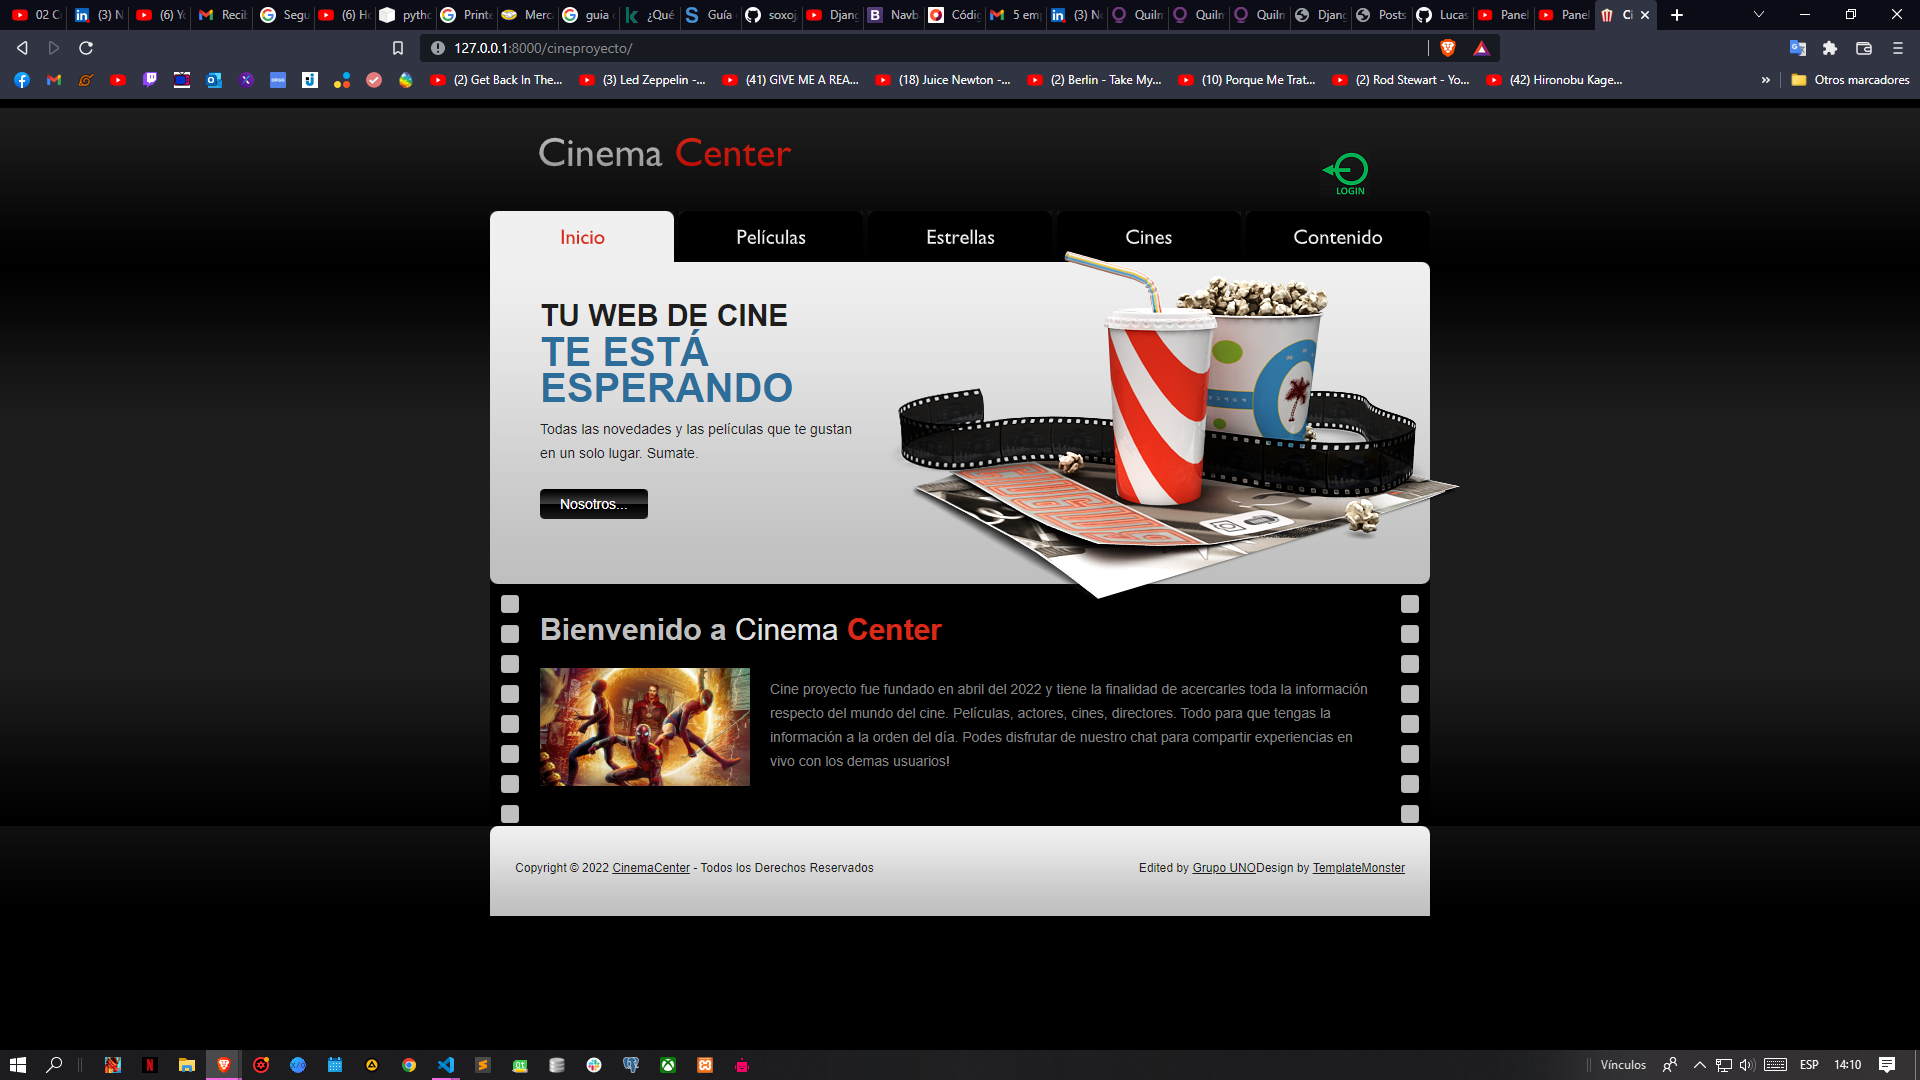 02 C
(3) N
(6) Yo
Recib
Segu
(6) Ho
pytho
Printe
Merc
guia d
¿Qué
Guía
soxoj
Djang
Navb
Códig
5 emp
(3) No
Quiln
Quiln
Quiln
Djang
Posts
Lucas
Panel
Panel
Ci
127.0.0.1:8000/cineproyecto/
(2) Get Back In The...
(3) Led Zeppelin -...
(41) GIVE ME A REA...
(18) Juice Newton -...
(2) Berlin - Take My...
(10) Porque Me Trat...
(2) Rod Stewart - Yo...
(42) Hironobu Kage...
»
Otros marcadores
Cinema Center
LOGIN
Inicio
Películas
Estrellas
Cines
Contenido
TU WEB DE CINE
TE ESTÁ
ESPERANDO
Todas las novedades y las películas que te gustan
en un solo lugar. Sumate.
Nosotros...
Bienvenido a Cinema Center
Cine proyecto fue fundado en abril del 2022 y tiene la finalidad de acercarles toda la información
respecto del mundo del cine. Películas, actores, cines, directores. Todo para que tengas la
información a la orden del día. Podes disfrutar de nuestro chat para compartir experiencias en
vivo con los demas usuarios!
Copyright © 2022 CinemaCenter - Todos los Derechos Reservados
Edited by Grupo UNODesign by TemplateMonster
Vínculos
ESP
14:10